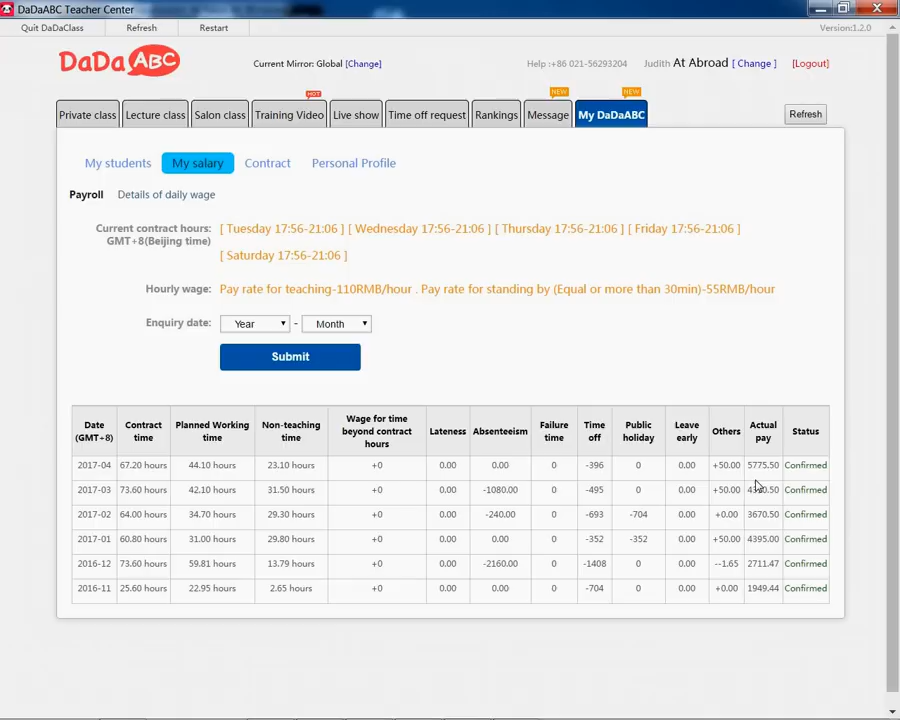 DaDaABC Teacher Center
Quit DaDaClass Refresh Restart Version:1.2.0
DaDa ABC Current Mirror: Global [Change] Help :+86 021-56293204 Judith At Abroad [ Change ] [Logout]
HOT NEW NEW
Private class Lecture class Salon class Training Video Live show Time off request Rankings Message My DaDaABC Refresh
My students My salary Contract Personal Profile
Payroll Details of daily wage
Current contract hours: [ Tuesday 17:56-21:06 ] [ Wednesday 17:56-21:06 ] [ Thursday 17:56-21:06 ] [ Friday 17:56-21:06 ]
GMT+8(Beijing time)
[ Saturday 17:56-21:06 ]
Hourly wage: Pay rate for teaching-110RMB/hour . Pay rate for standing by (Equal or more than 30min)-55RMB/hour
Enquiry date: Year - Month
Submit
Date (GMT+8) Contract time Planned Working time Non-teaching time Wage for time beyond contract hours Lateness Absenteeism Failure time Time off Public holiday Leave early Others Actual pay Status
2017-04 67.20 hours 44.10 hours 23.10 hours +0 0.00 0.00 0 -396 0 0.00 +50.00 5775.50 Confirmed
2017-03 73.60 hours 42.10 hours 31.50 hours +0 0.00 -1080.00 0 -495 0 0.00 +50.00 Confirmed
2017-02 64.00 hours 34.70 hours 29.30 hours +0 0.00 -240.00 0 -693 -704 0.00 +0.00 3670.50 Confirmed
2017-01 60.80 hours 31.00 hours 29.80 hours +0 0.00 0.00 0 -352 -352 0.00 +50.00 4395.00 Confirmed
2016-12 73.60 hours 59.81 hours 13.79 hours +0 0.00 -2160.00 0 -1408 0 0.00 --1.65 2711.47 Confirmed
2016-11 25.60 hours 22.95 hours 2.65 hours +0 0.00 0.00 0 -704 0 0.00 +0.00 1949.44 Confirmed